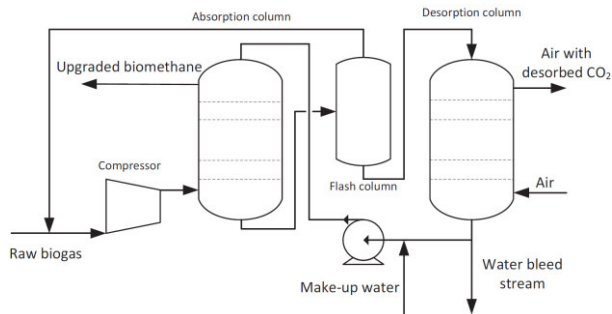 Absorption column
Desorption column
Upgraded biomethane
Air with
desorbed CO₂
Compressor
Flash column
Air
Raw biogas
Make-up water
Water bleed
stream